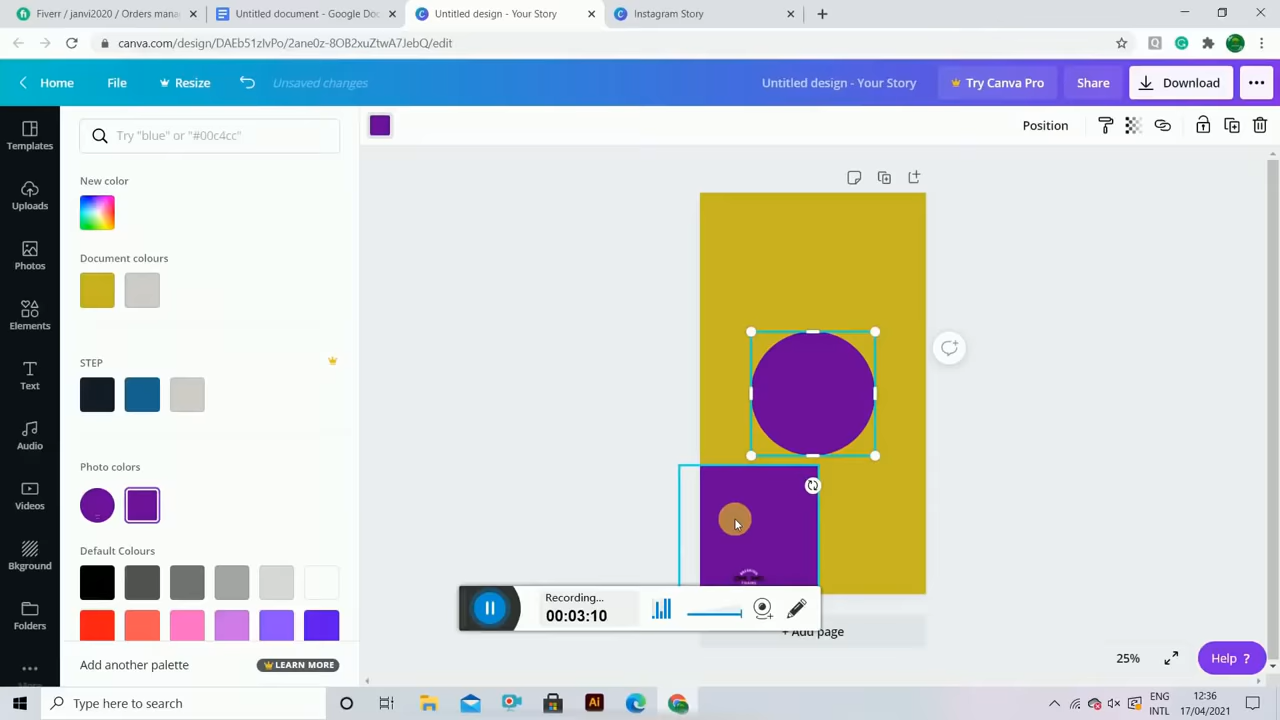 Fiverr / janvi2020 / Orders mana
Untitled document - Google Doc
Untitled design - Your Story
Instagram Story
canva.com/design/DAEb51zIvPo/2ane0z-8OB2xuZtwA7JebQ/edit
Home
File
Resize
Unsaved changes
Untitled design - Your Story
Try Canva Pro
Share
Download
Try "blue" or "#00c4cc"
Position
Templates
Uploads
Photos
Elements
Text
Audio
Videos
Bkground
Folders
New color
Document colours
STEP
Photo colors
Default Colours
Add another palette
LEARN MORE
Recording...
00:03:10
+ Add page
25%
Help ?
Type here to search
Ai
ENG
INTL
12:36
17/04/2021